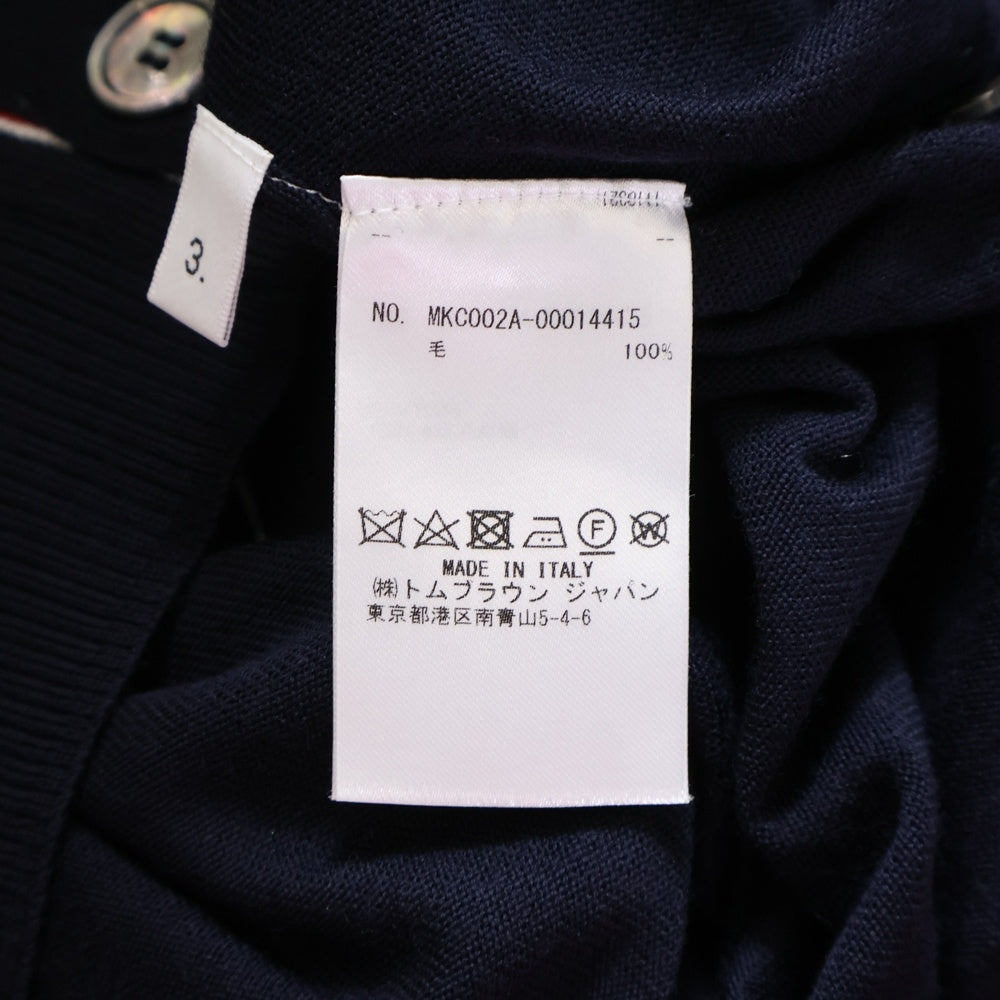 3.
NO. MKC002A-00014415
毛 100%
F W
MADE IN ITALY
㈱トムブラウン ジャパン
東京都港区南青山5-4-6